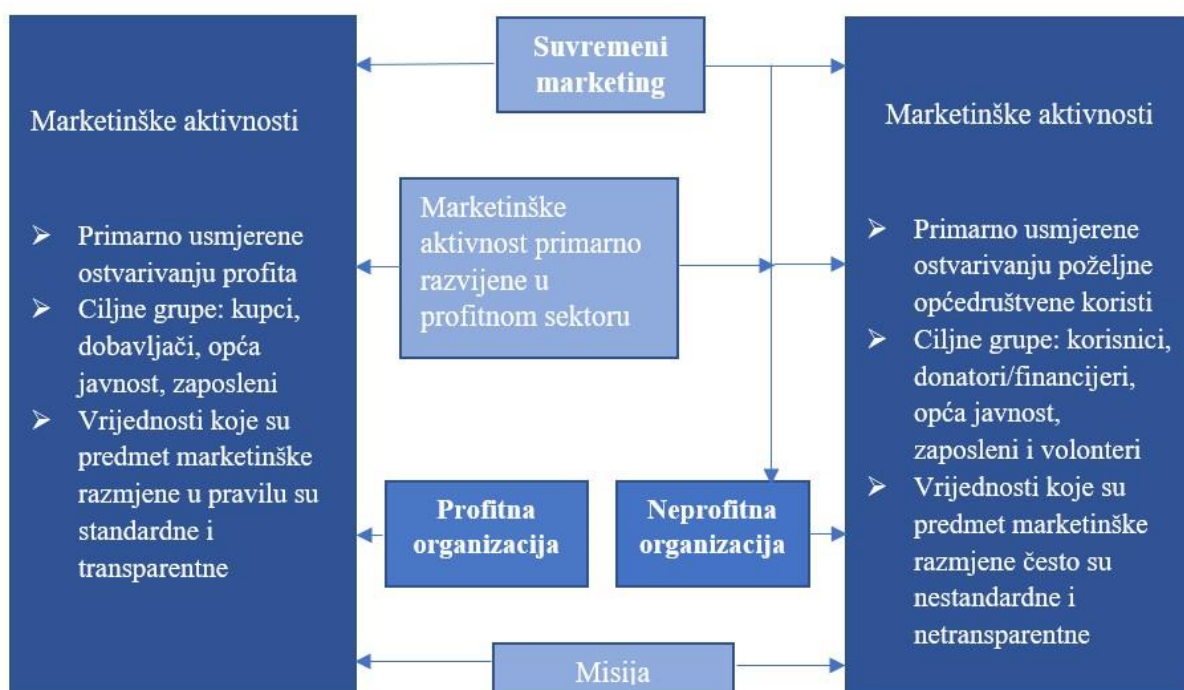 Suvremeni
marketing
Marketinške aktivnosti
➢ Primarno usmjerene
ostvarivanju profita
➢ Ciljne grupe: kupci,
dobavljači, opća
javnost, zaposleni
➢ Vrijednosti koje su
predmet marketinške
razmjene u pravilu su
standardne i
transparentne
Marketinške
aktivnost primarno
razvijene u
profitnom sektoru
Profitna
organizacija
Neprofitna
organizacija
Misija
Marketinške aktivnosti
➢ Primarno usmjerene
ostvarivanju poželjne
općedruštvene koristi
➢ Ciljne grupe: korisnici,
donatori/financijeri,
opća javnost,
zaposleni i volonteri
➢ Vrijednosti koje su
predmet marketinške
razmjene često su
nestandardne i
netransparentne